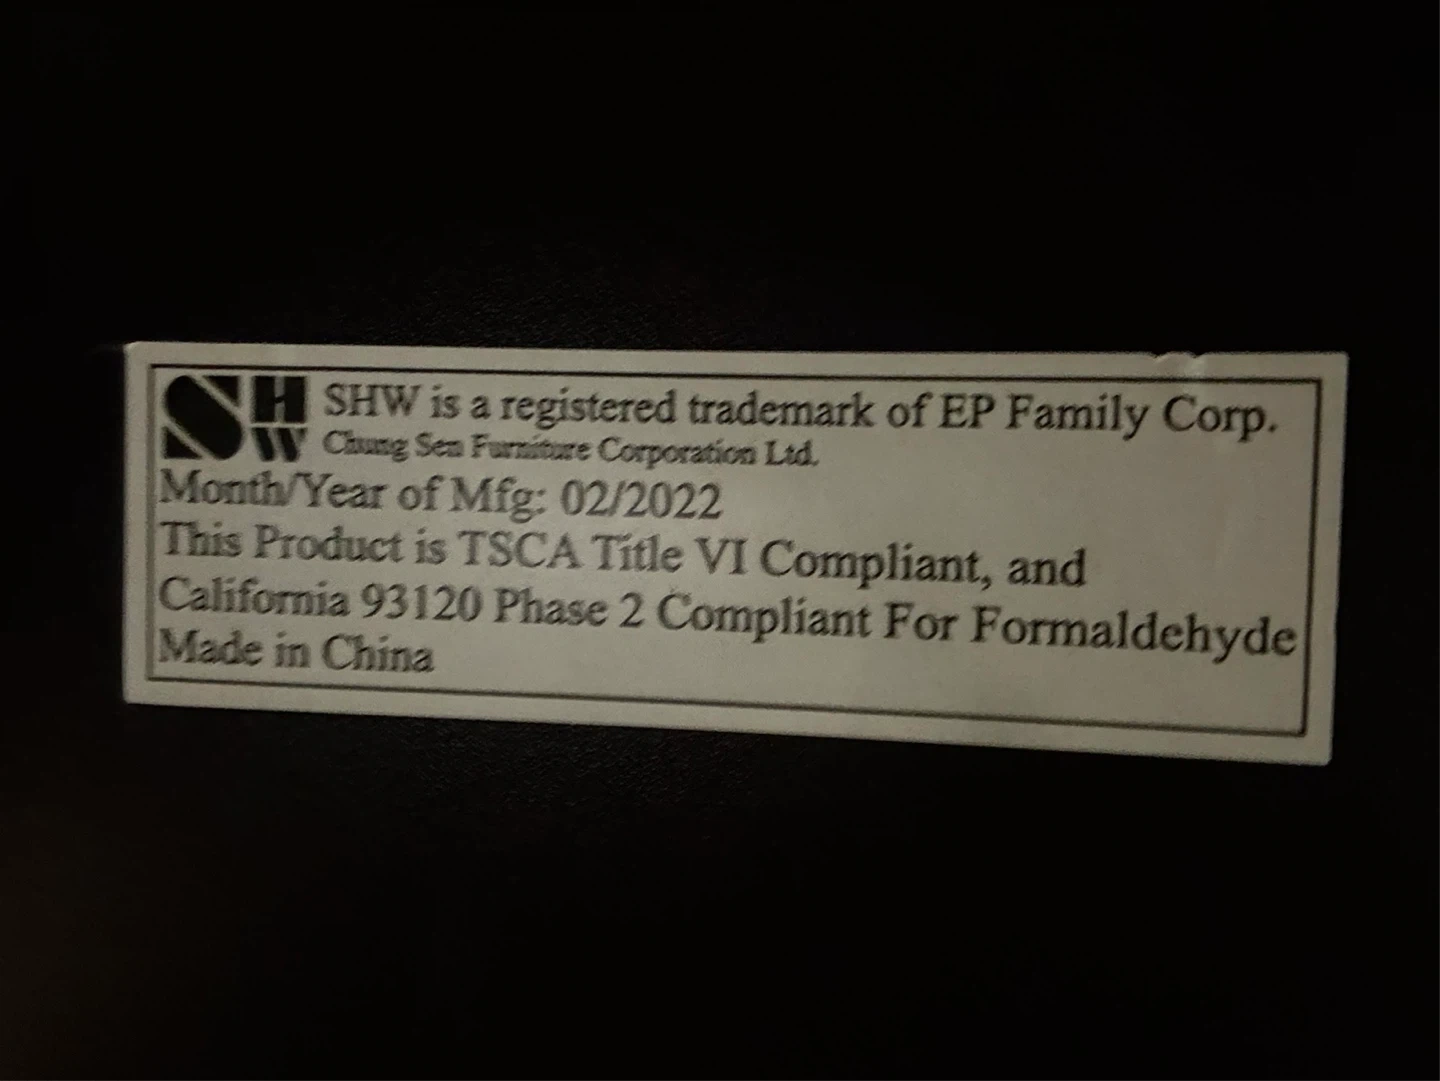 SHW SHW is a registered trademark of EP Family Corp.
Chung Sen Furniture Corporation Ltd.
Month/Year of Mfg: 02/2022
This Product is TSCA Title VI Compliant, and
California 93120 Phase 2 Compliant For Formaldehyde
Made in China